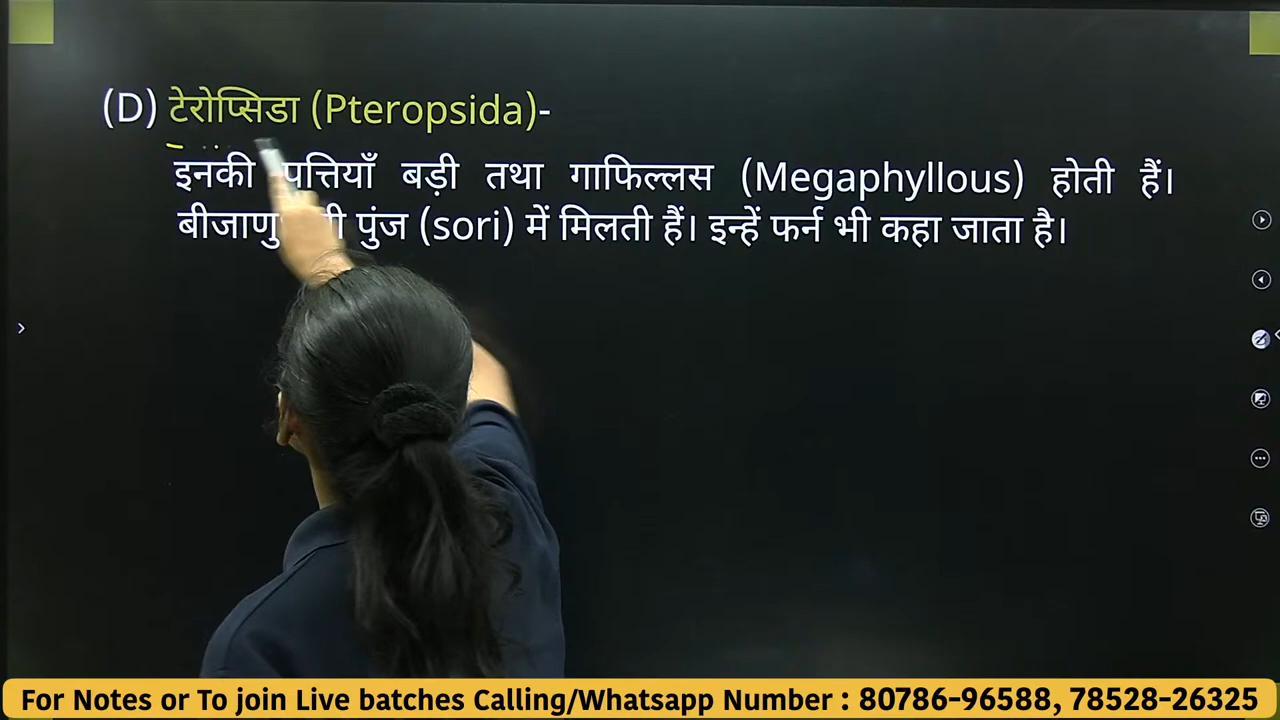 (D) टेरोप्सिडा (Pteropsida)-
इनकी पत्तियाँ बड़ी तथा गाफिल्लस (Megaphyllous) होती हैं।
पुंज (sori) में मिलती हैं। इन्हें फर्न भी कहा जाता है।
For Notes or To join Live batches Calling/Whatsapp Number : 80786-96588, 78528-26325